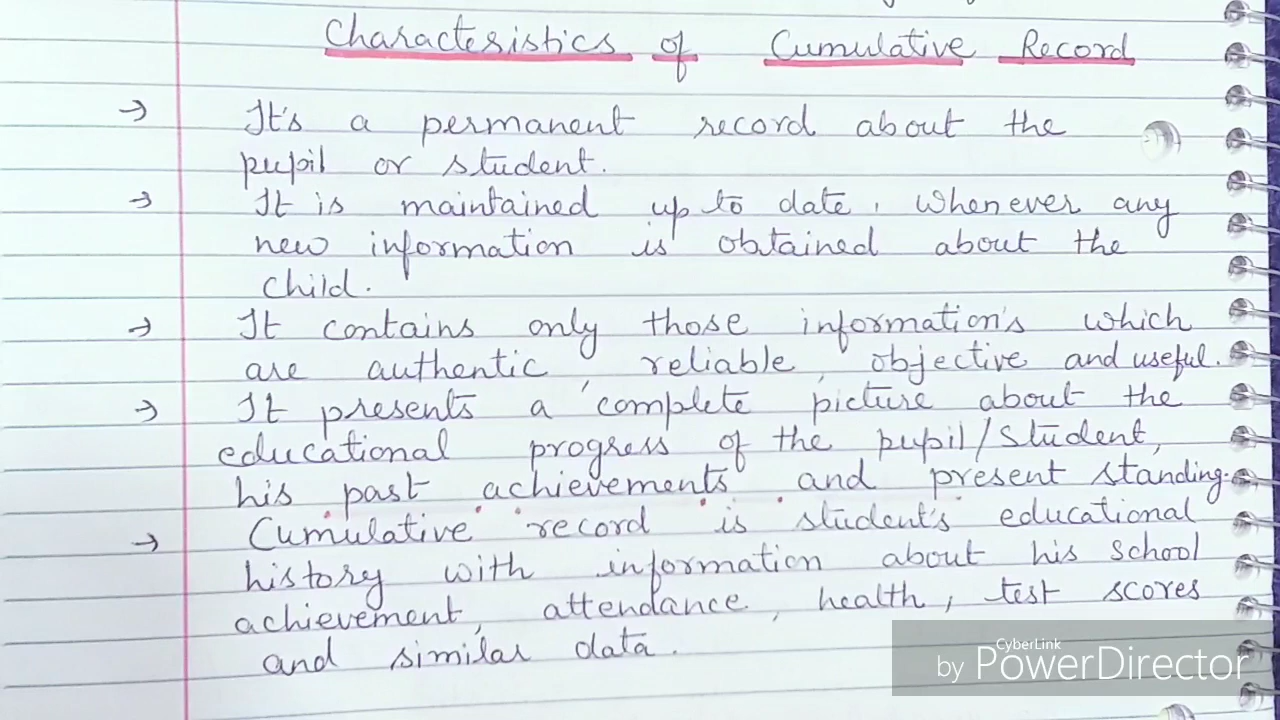 Characteristics of Cumulative Record
→ It's a permanent record about the
pupil or student.
→ It is maintained up to date. Whenever any
new information is obtained about the
child.
→ It contains only those information's which
are authentic, reliable, objective and useful.
→ It presents a complete picture about the
educational progress of the pupil/student,
his past achievements and present standing.
→ Cumulative record is student's educational
history with information about his school
achievement, attendance, health, test scores
and similar data.
CyberLink
by PowerDirector